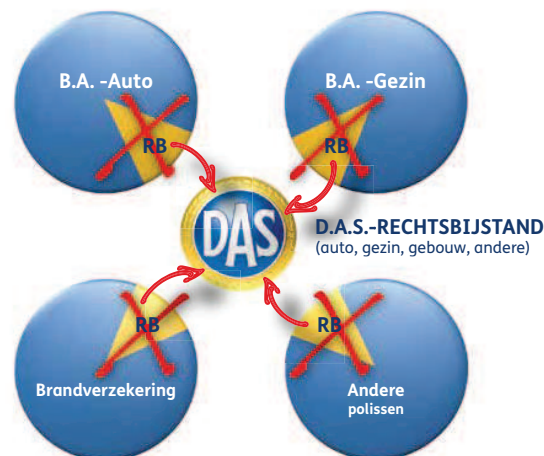 B.A. -Auto
RB
B.A. -Gezin
RB
DAS
D.A.S.-RECHTSBIJSTAND
(auto, gezin, gebouw, andere)
RB
Brandverzekering
RB
Andere
polissen